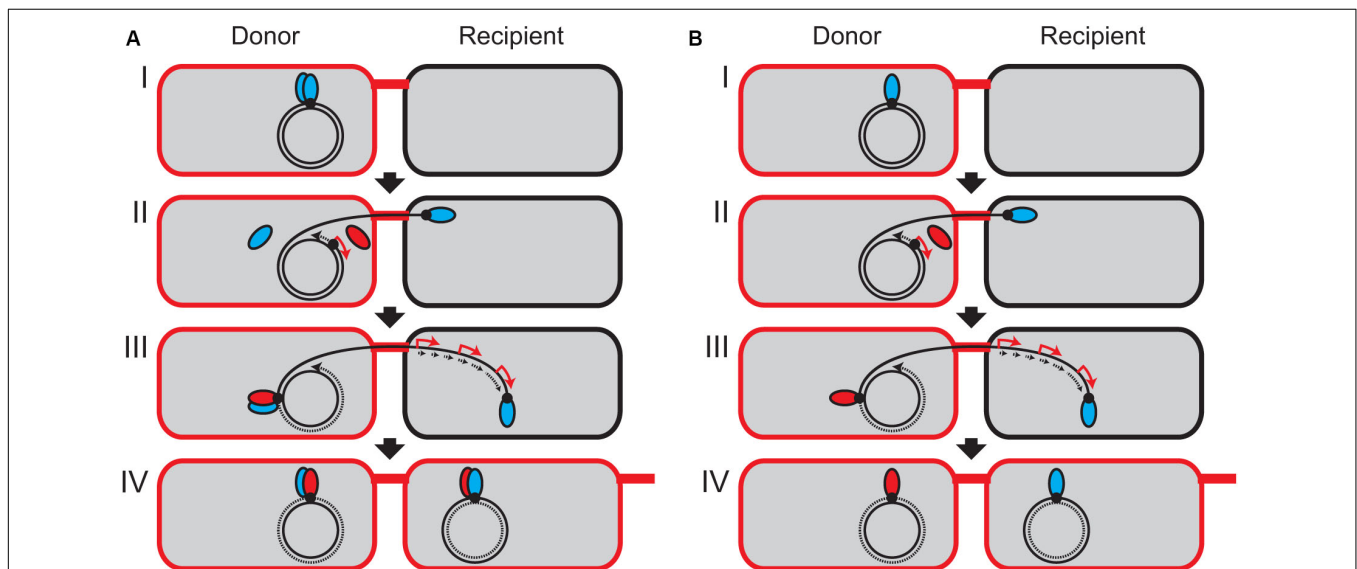 A Donor Recipient
I
II
III
IV
B Donor Recipient
I
II
III
IV